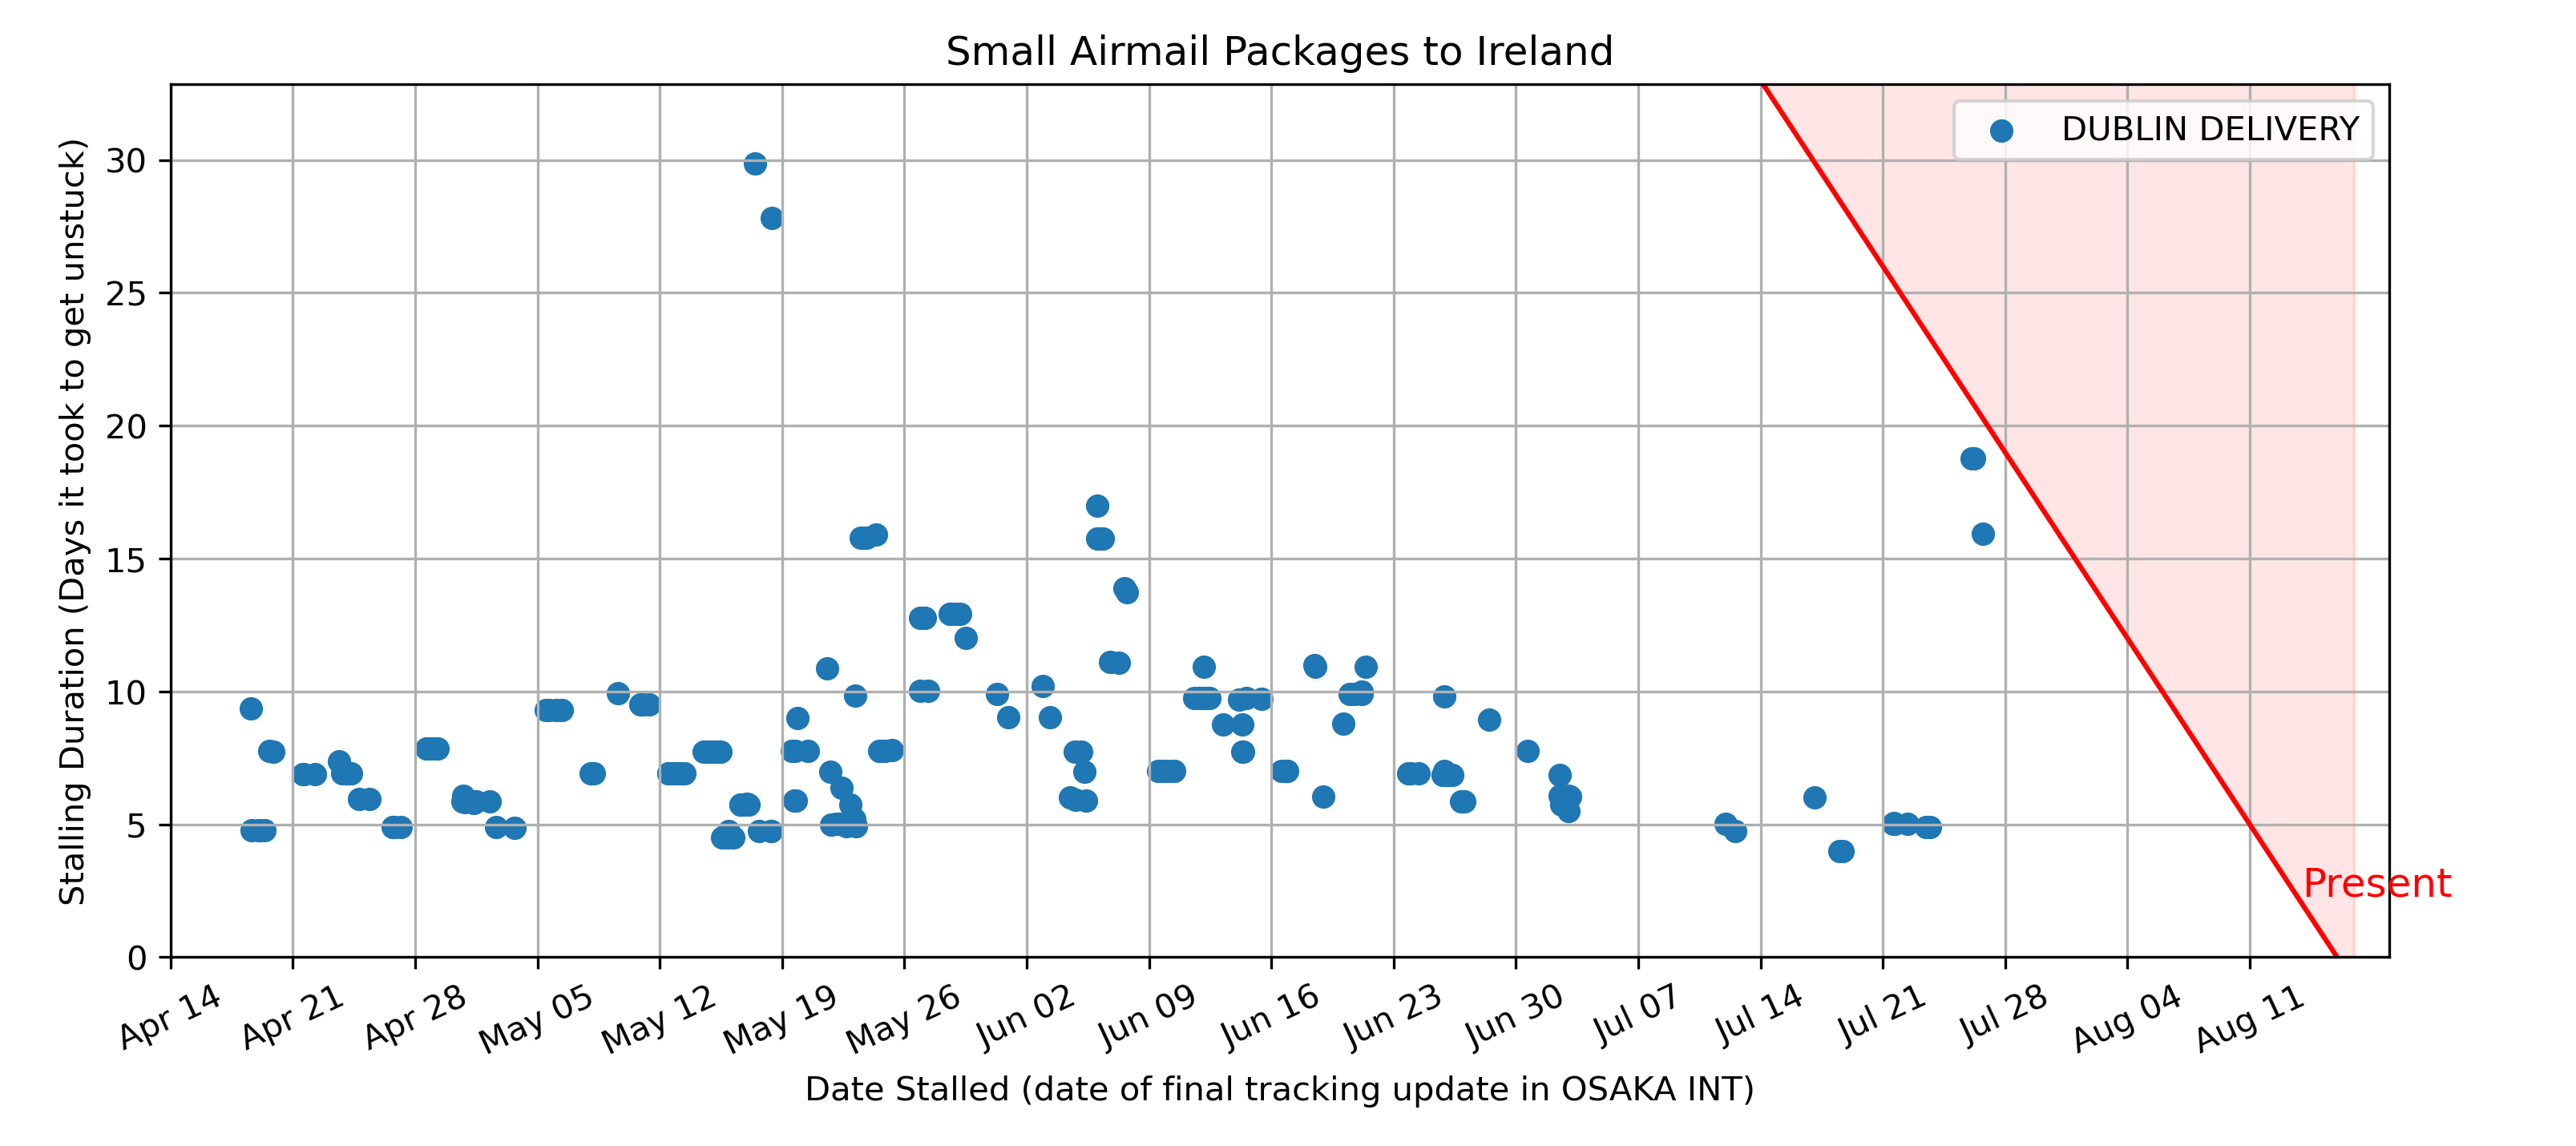 Small Airmail Packages to Ireland
DUBLIN DELIVERY
Stalling Duration (Days it took to get unstuck)
30
25
20
15
10
5
0
Present
Apr 14
Apr 21
Apr 28
May 05
May 12
May 19
May 26
Jun 02
Jun 09
Jun 16
Jun 23
Jun 30
Jul 07
Jul 14
Jul 21
Jul 28
Aug 04
Aug 11
Date Stalled (date of final tracking update in OSAKA INT)